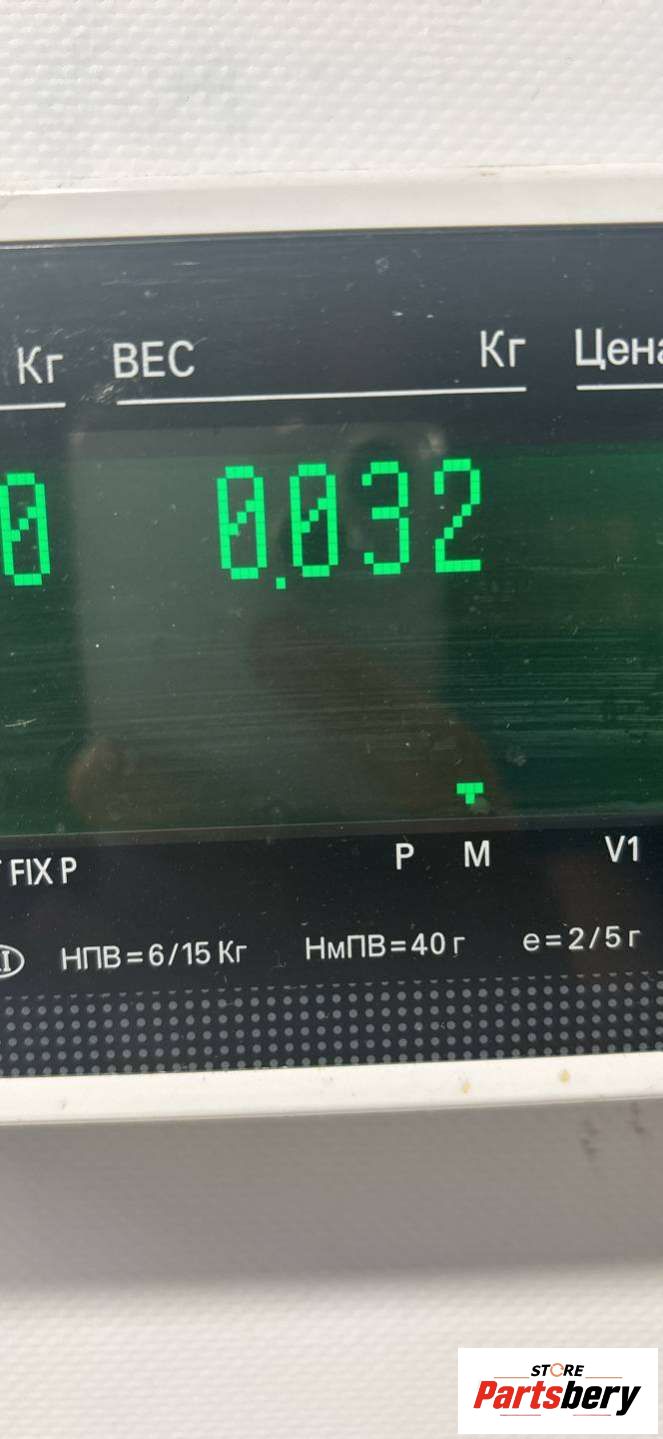 Кг ВЕС Кг Цена
0 0.032
FIX P P M V1
НПВ=6/15 Кг НмПВ=40 г e=2/5 г
STORE
Partsbery